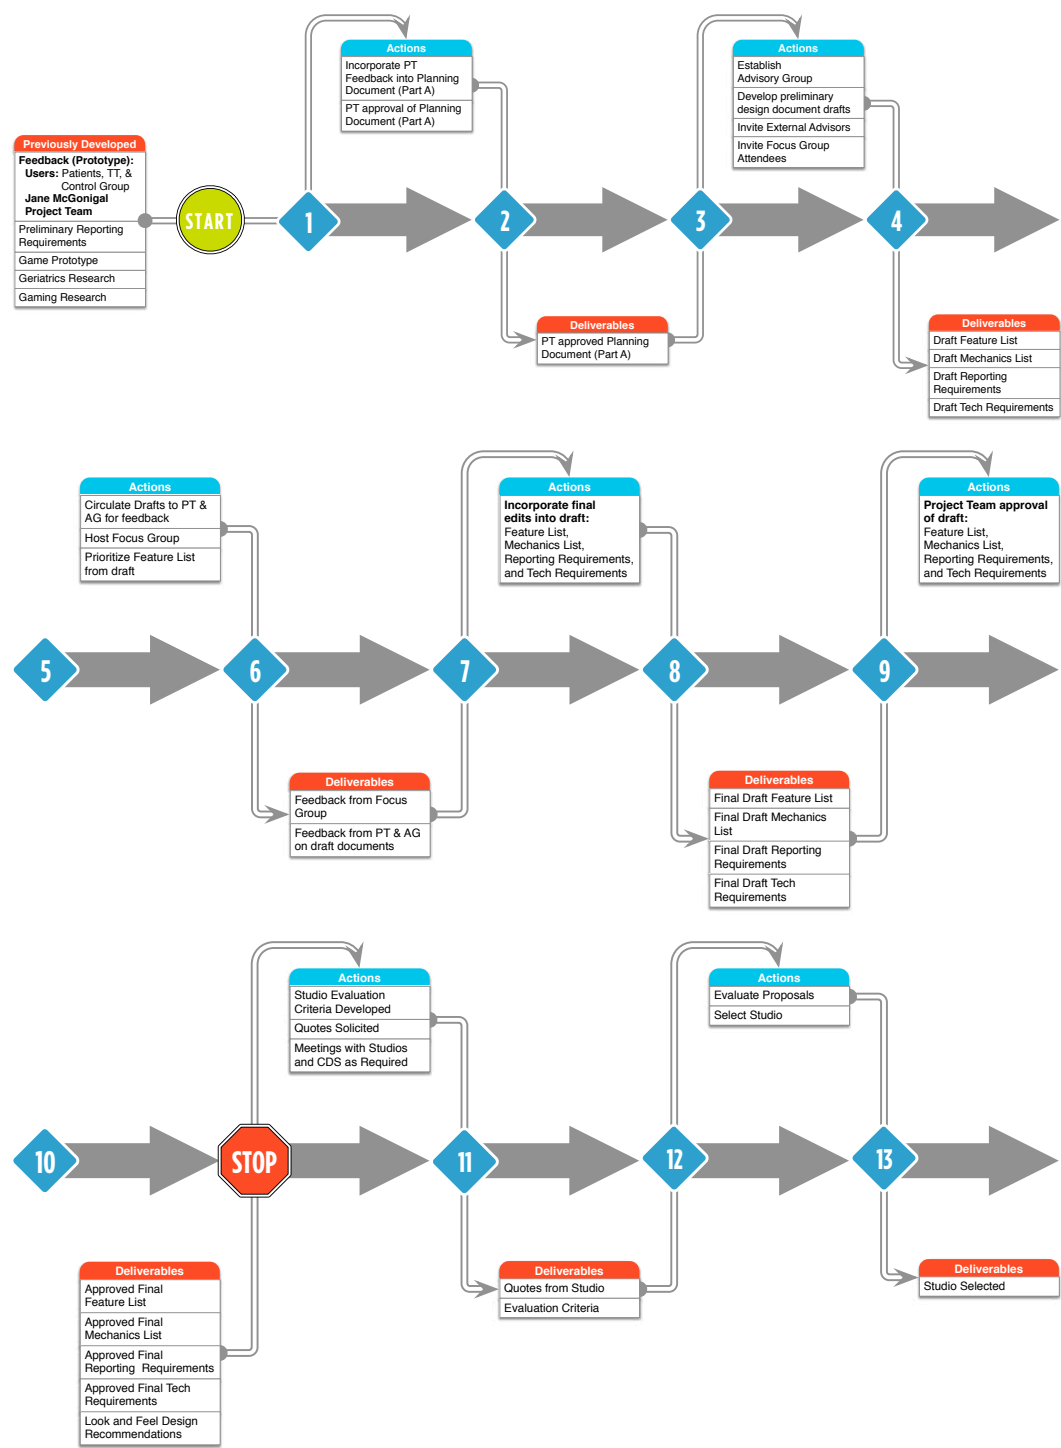 Actions
Incorporate PT
Feedback into Planning
Document (Part A)
PT approval of Planning
Document (Part A)
Actions
Establish
Advisory Group
Develop preliminary
design document drafts
Invite External Advisors
Invite Focus Group
Attendees
Previously Developed
Feedback (Prototype):
Users: Patients, TT, &
Control Group
Jane McGonigal
Project Team
Preliminary Reporting
Requirements
Game Prototype
Geriatrics Research
Gaming Research
START
1
2
3
4
Deliverables
PT approved Planning
Document (Part A)
Deliverables
Draft Feature List
Draft Mechanics List
Draft Reporting
Requirements
Draft Tech Requirements
Actions
Circulate Drafts to PT &
AG for feedback
Host Focus Group
Prioritize Feature List
from draft
Actions
Incorporate final
edits into draft:
Feature List,
Mechanics List,
Reporting Requirements,
and Tech Requirements
Actions
Project Team approval
of draft:
Feature List,
Mechanics List,
Reporting Requirements,
and Tech Requirements
5
6
7
8
9
Deliverables
Feedback from Focus
Group
Feedback from PT & AG
on draft documents
Deliverables
Final Draft Feature List
Final Draft Mechanics
List
Final Draft Reporting
Requirements
Final Draft Tech
Requirements
Actions
Studio Evaluation
Criteria Developed
Quotes Solicited
Meetings with Studios
and CDS as Required
Actions
Evaluate Proposals
Select Studio
10
STOP
11
12
13
Deliverables
Approved Final
Feature List
Approved Final
Mechanics List
Approved Final
Reporting Requirements
Approved Final Tech
Requirements
Look and Feel Design
Recommendations
Deliverables
Quotes from Studio
Evaluation Criteria
Deliverables
Studio Selected